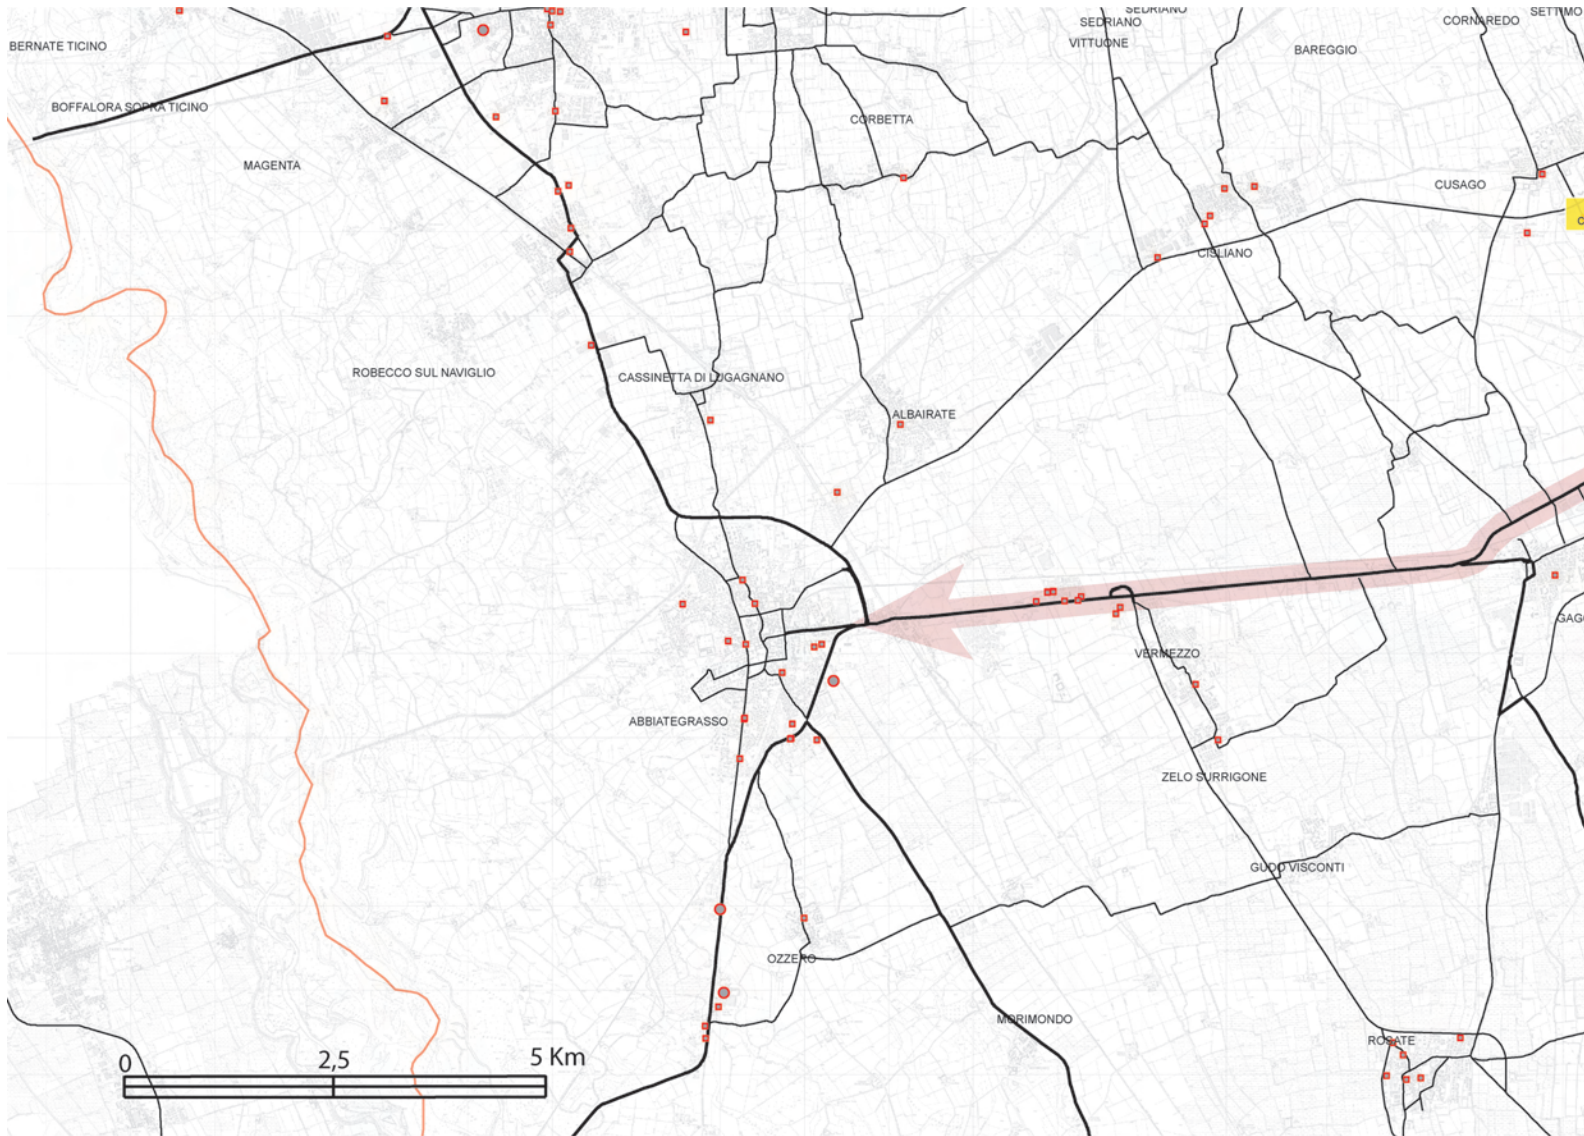 SEDRIANO
SETTIMO
SEDRIANO
CORNAREDO
VITTUONE
BERNATE TICINO
BAREGGIO
BOFFALORA SOPRA TICINO
CORBETTA
MAGENTA
CUSAGO
CISLIANO
ROBECCO SUL NAVIGLIO
CASSINETTA DI LUGAGNANO
ALBAIRATE
GAGG
VERMEZZO
ABBIATEGRASSO
ZELO SURRIGONE
GUDO VISCONTI
OZZERO
MORIMONDO
ROSATE
0 2,5 5 Km